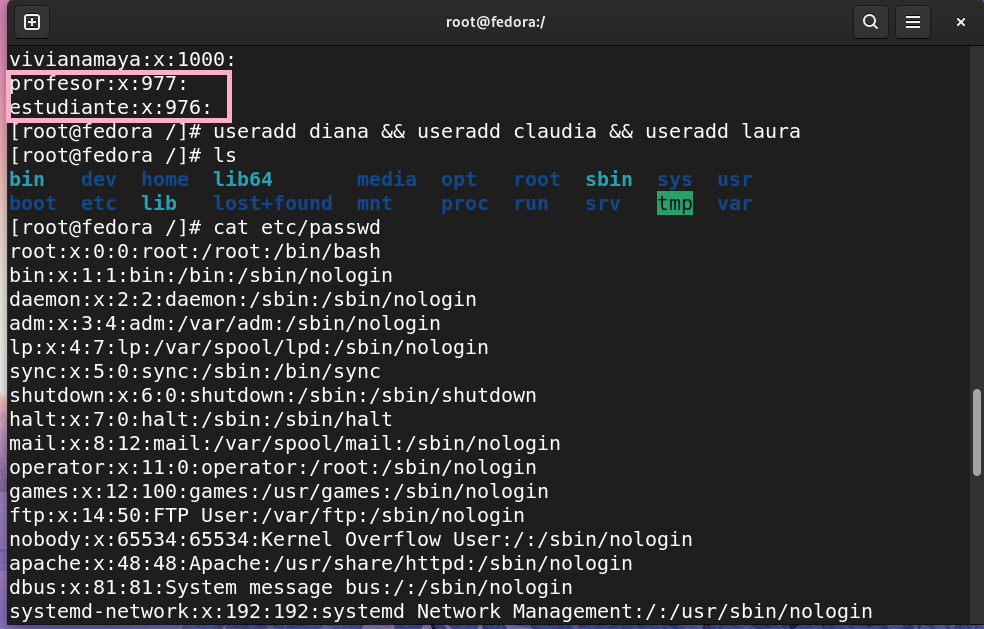 root@fedora:/
vivianamaya:x:1000:
profesor:x:977:
estudiante:x:976:
[root@fedora /]# useradd diana && useradd claudia && useradd laura
[root@fedora /]# ls
bin dev home lib64 media opt root sbin sys usr
boot etc lib lost+found mnt proc run srv tmp var
[root@fedora /]# cat etc/passwd
root:x:0:0:root:/root:/bin/bash
bin:x:1:1:bin:/bin:/sbin/nologin
daemon:x:2:2:daemon:/sbin:/sbin/nologin
adm:x:3:4:adm:/var/adm:/sbin/nologin
lp:x:4:7:lp:/var/spool/lpd:/sbin/nologin
sync:x:5:0:sync:/sbin:/bin/sync
shutdown:x:6:0:shutdown:/sbin:/sbin/shutdown
halt:x:7:0:halt:/sbin:/sbin/halt
mail:x:8:12:mail:/var/spool/mail:/sbin/nologin
operator:x:11:0:operator:/root:/sbin/nologin
games:x:12:100:games:/usr/games:/sbin/nologin
ftp:x:14:50:FTP User:/var/ftp:/sbin/nologin
nobody:x:65534:65534:Kernel Overflow User:/:/sbin/nologin
apache:x:48:48:Apache:/usr/share/httpd:/sbin/nologin
dbus:x:81:81:System message bus:/:/sbin/nologin
systemd-network:x:192:192:systemd Network Management:/:/usr/sbin/nologin